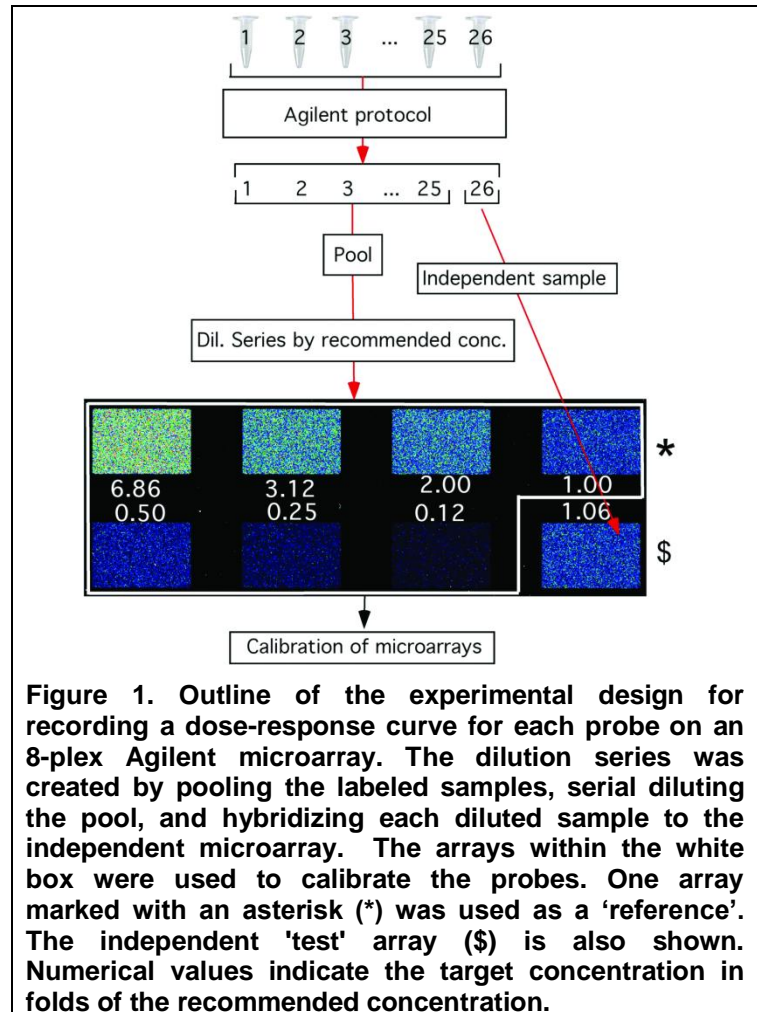 1 2 3 ... 25 26
Agilent protocol
1 2 3 ... 25 26
Pool
Independent sample
Dil. Series by recommended conc.
*
6.86 3.12 2.00 1.00
0.50 0.25 0.12 1.06
$
Calibration of microarrays
Figure 1. Outline of the experimental design for
recording a dose-response curve for each probe on an
8-plex Agilent microarray. The dilution series was
created by pooling the labeled samples, serial diluting
the pool, and hybridizing each diluted sample to the
independent microarray. The arrays within the white
box were used to calibrate the probes. One array
marked with an asterisk (*) was used as a ‘reference’.
The independent 'test' array ($) is also shown.
Numerical values indicate the target concentration in
folds of the recommended concentration.